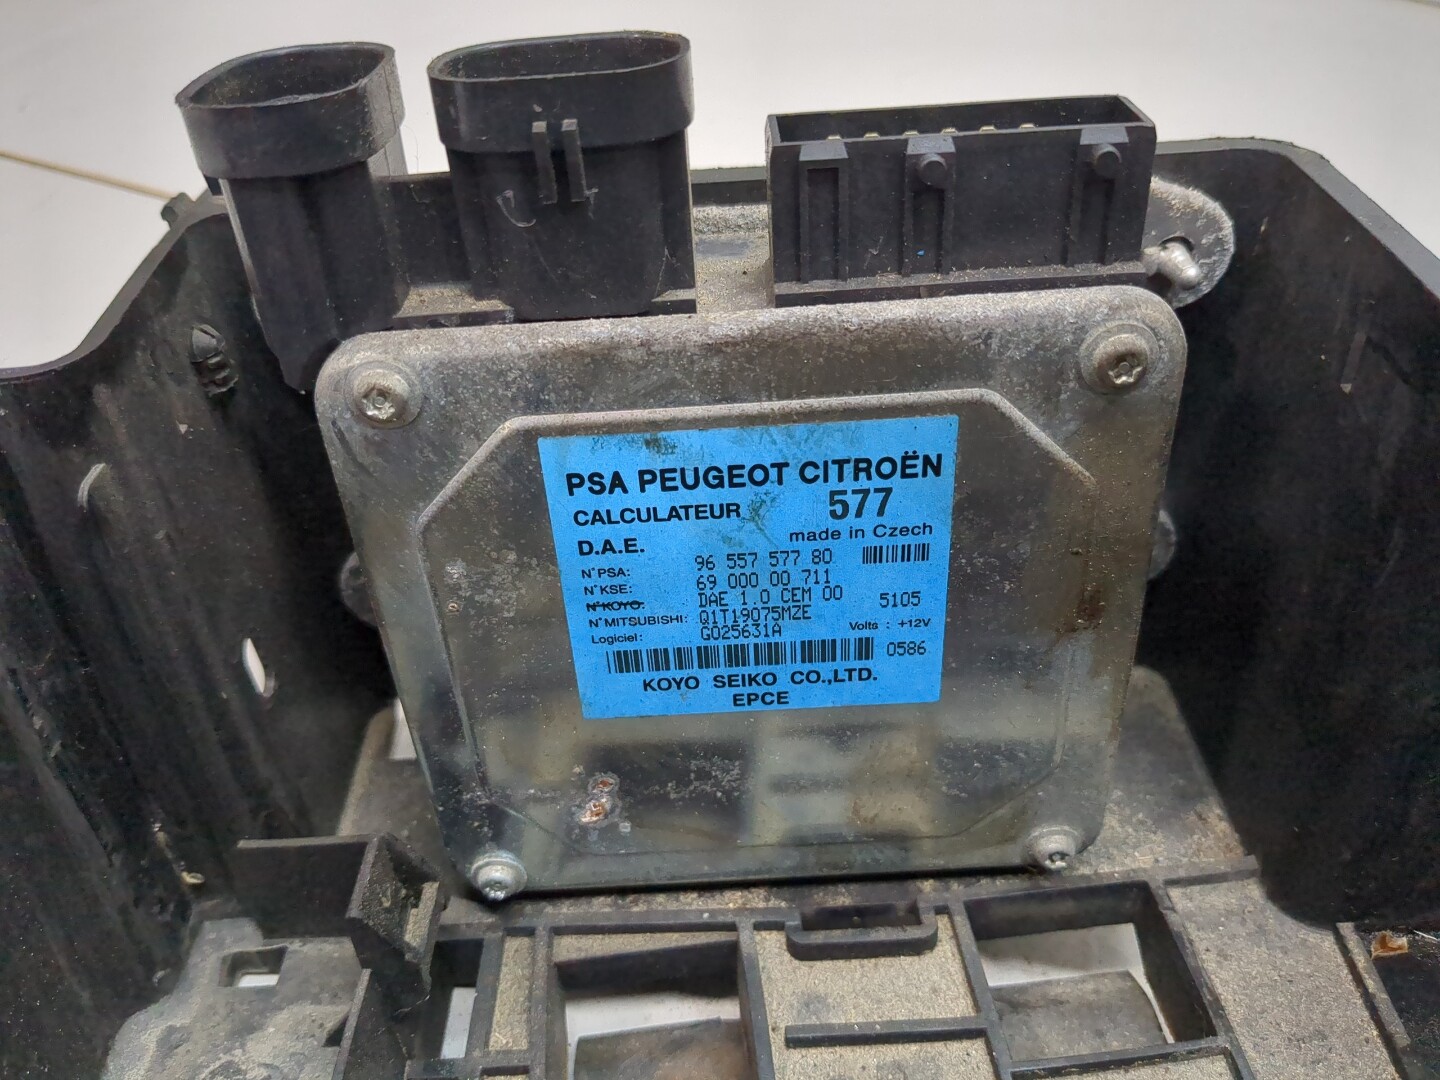 PSA PEUGEOT CITROËN
CALCULATEUR 577
made in Czech
D.A.E.
N°PSA: 96 557 577 80
N°KSE: 69 000 00 711
N°KOYO: DAE 1.0 CEM 00 5105
N°MITSUBISHI: Q1T19075MZE
Volts : +12V
Logiciel: G025631A
0586
KOYO SEIKO CO.,LTD.
EPCE